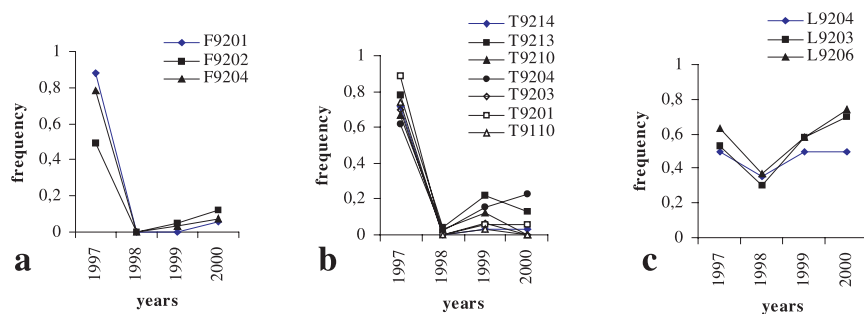 F9201
F9202
F9204
1
0,8
0,6
0,4
0,2
0
frequency
1997
1998
1999
2000
years
a
T9214
T9213
T9210
T9204
T9203
T9201
T9110
1
0,8
0,6
0,4
0,2
0
frequency
1997
1998
1999
2000
years
b
L9204
L9203
L9206
1
0,8
0,6
0,4
0,2
0
frequency
1997
1998
1999
2000
years
c